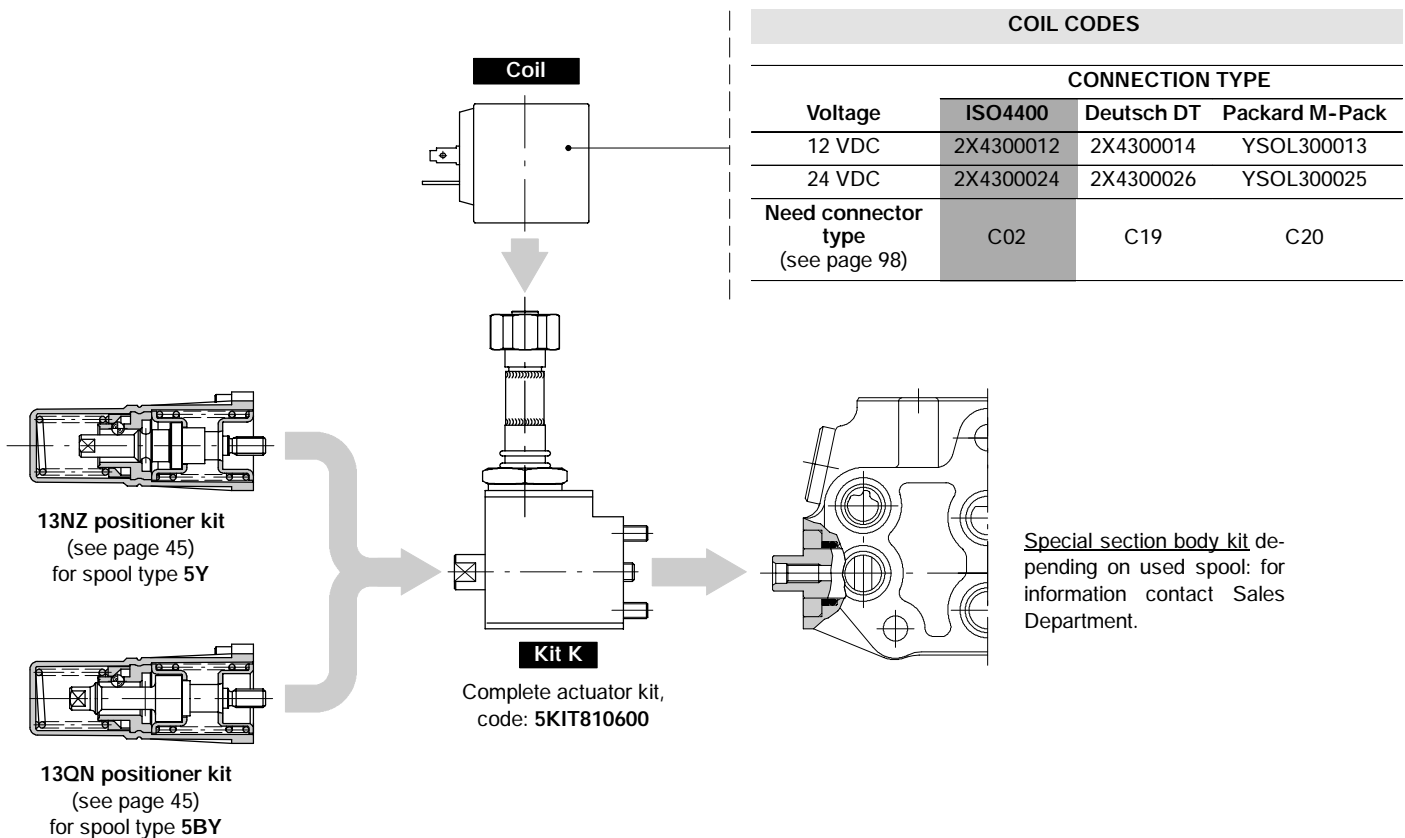 COIL CODES
CONNECTION TYPE
Voltage ISO4400 Deutsch DT Packard M-Pack
12 VDC 2X4300012 2X4300014 YSOL300013
24 VDC 2X4300024 2X4300026 YSOL300025
Need connector
type
(see page 98)
C02 C19 C20
Coil
13NZ positioner kit
(see page 45)
for spool type 5Y
13QN positioner kit
(see page 45)
for spool type 5BY
Kit K
Complete actuator kit,
code: 5KIT810600
Special section body kit de-
pending on used spool: for
information contact Sales
Department.